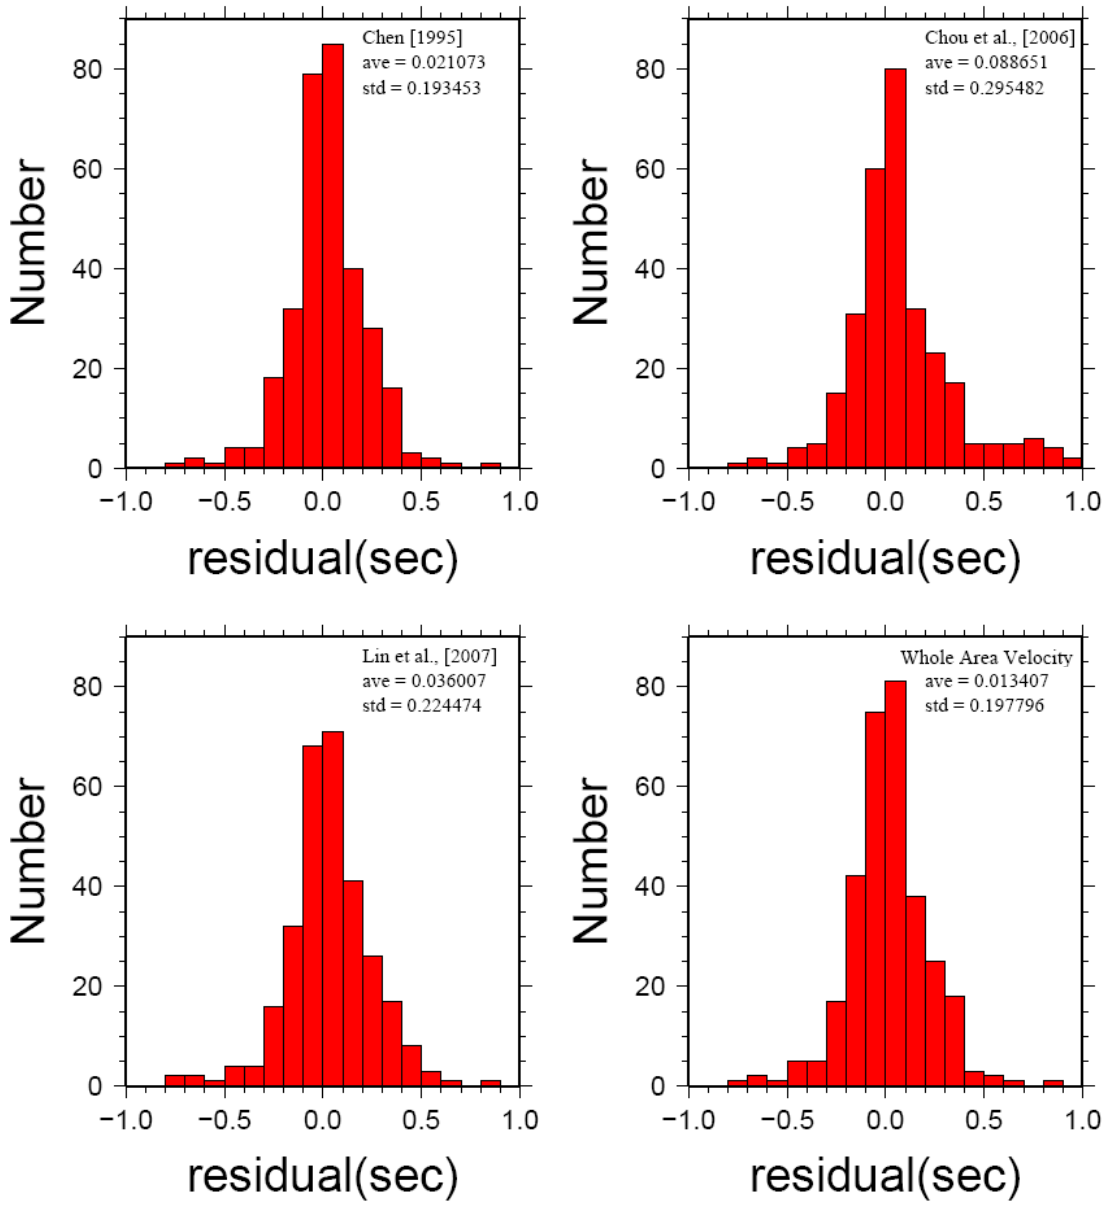 Chen [1995]
ave = 0.021073
std = 0.193453
80
60
40
20
0
Number
−1.0 −0.5 0.0 0.5 1.0
residual(sec)
Chou et al., [2006]
ave = 0.088651
std = 0.295482
80
60
40
20
0
Number
−1.0 −0.5 0.0 0.5 1.0
residual(sec)
Lin et al., [2007]
ave = 0.036007
std = 0.224474
80
60
40
20
0
Number
−1.0 −0.5 0.0 0.5 1.0
residual(sec)
Whole Area Velocity
ave = 0.013407
std = 0.197796
80
60
40
20
0
Number
−1.0 −0.5 0.0 0.5 1.0
residual(sec)